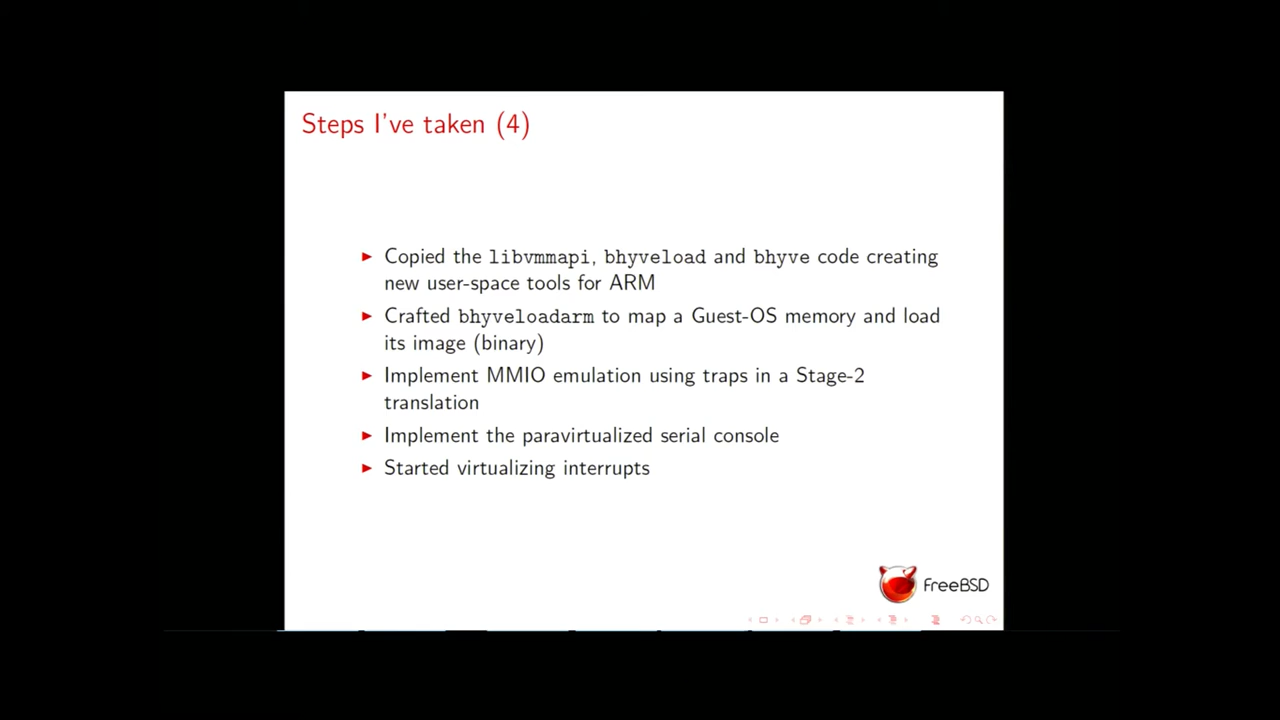 Steps I've taken (4)
Copied the libvmmapi, bhyveload and bhyve code creating
new user-space tools for ARM
Crafted bhyveloadarm to map a Guest-OS memory and load
its image (binary)
Implement MMIO emulation using traps in a Stage-2
translation
Implement the paravirtualized serial console
Started virtualizing interrupts
FreeBSD